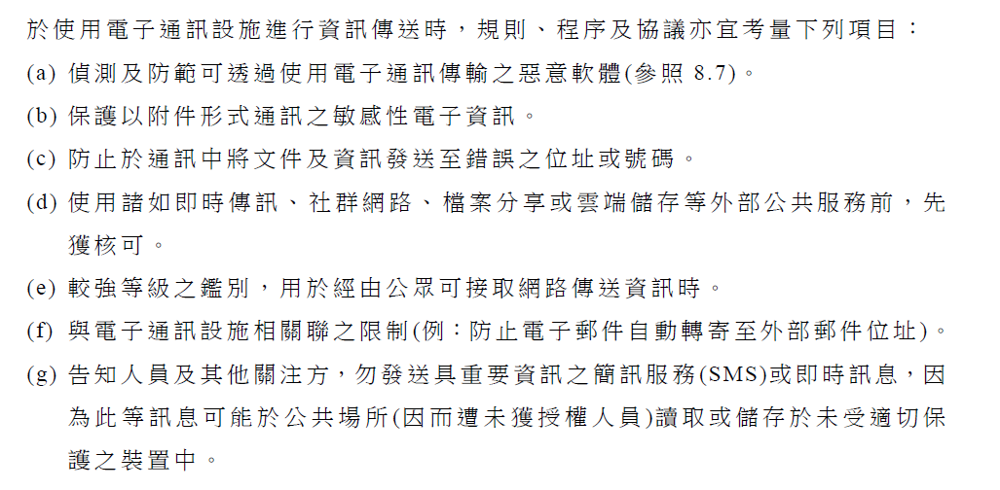 於使用電子通訊設施進行資訊傳送時，規則、程序及協議亦宜考量下列項目：
(a) 偵測及防範可透過使用電子通訊傳輸之惡意軟體(參照 8.7)。
(b) 保護以附件形式通訊之敏感性電子資訊。
(c) 防止於通訊中將文件及資訊發送至錯誤之位址或號碼。
(d) 使用諸如即時傳訊、社群網路、檔案分享或雲端儲存等外部公共服務前，先
獲核可。
(e) 較強等級之鑑別，用於經由公眾可接取網路傳送資訊時。
(f) 與電子通訊設施相關聯之限制(例：防止電子郵件自動轉寄至外部郵件位址)。
(g) 告知人員及其他關注方，勿發送具重要資訊之簡訊服務(SMS)或即時訊息，因
為此等訊息可能於公共場所(因而遭未獲授權人員)讀取或儲存於未受適切保
護之裝置中。